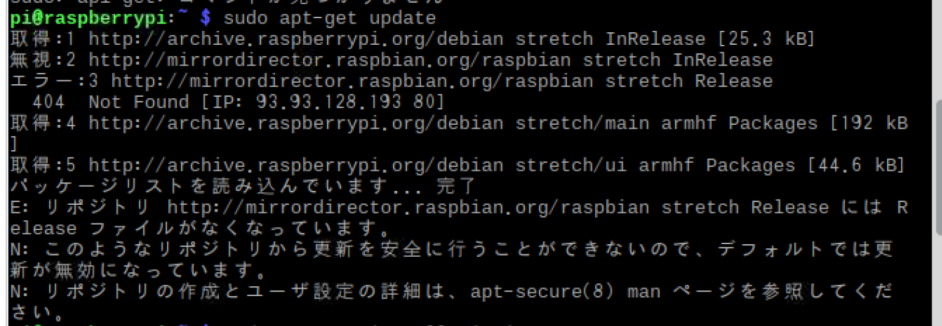 pi@raspberrypi:~ $ sudo apt-get update
取得:1 http://archive.raspberrypi.org/debian stretch InRelease [25.3 kB]
無視:2 http://mirrordirector.raspbian.org/raspbian stretch InRelease
エラー:3 http://mirrordirector.raspbian.org/raspbian stretch Release
  404  Not Found [IP: 93.93.128.193 80]
取得:4 http://archive.raspberrypi.org/debian stretch/main armhf Packages [192 kB
]
取得:5 http://archive.raspberrypi.org/debian stretch/ui armhf Packages [44.6 kB]
パッケージリストを読み込んでいます... 完了
E: リポジトリ http://mirrordirector.raspbian.org/raspbian stretch Release には R
elease ファイルがなくなっています。
N: このようなリポジトリから更新を安全に行うことができないので、デフォルトでは更
新が無効になっています。
N: リポジトリの作成とユーザ設定の詳細は、apt-secure(8) man ページを参照してくだ
さい。